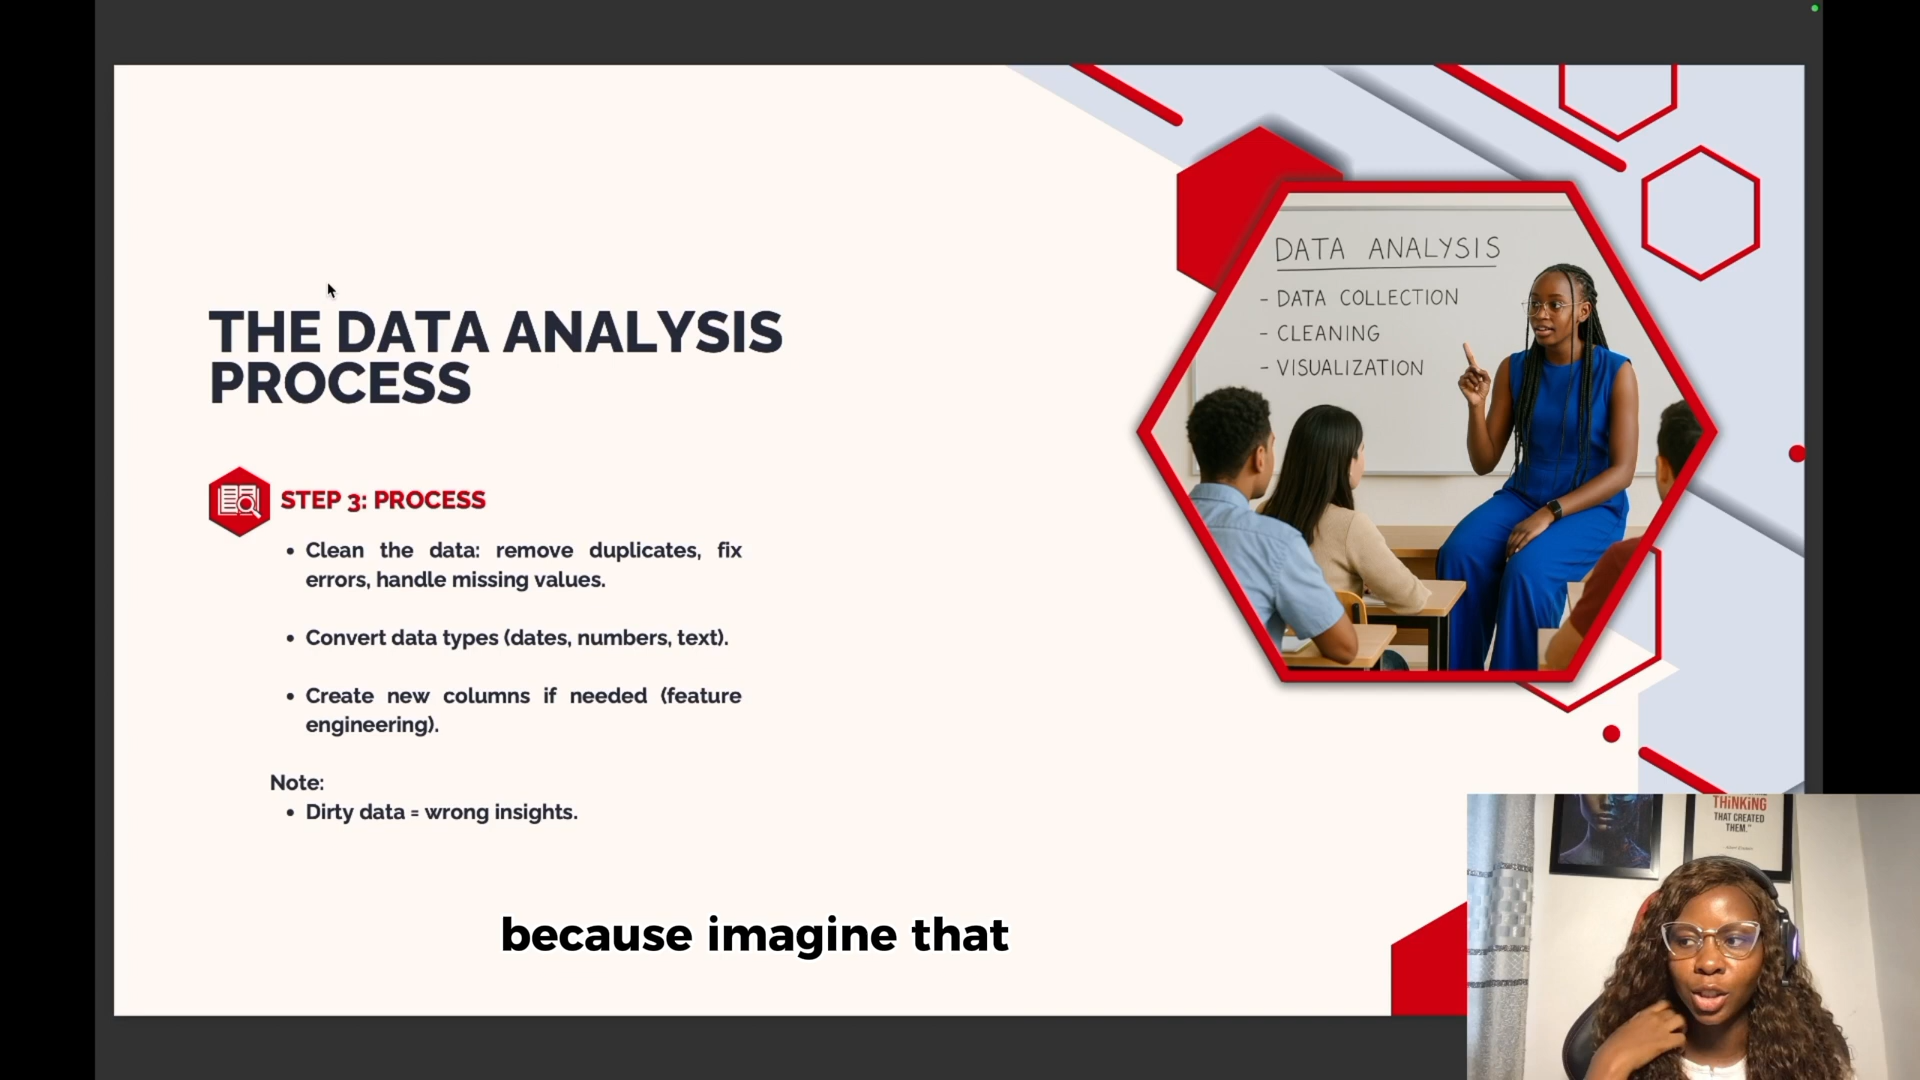 THE DATA ANALYSIS
PROCESS
STEP 3: PROCESS
• Clean the data: remove duplicates, fix
errors, handle missing values.
• Convert data types (dates, numbers, text).
• Create new columns if needed (feature
engineering).
Note:
• Dirty data = wrong insights.
DATA ANALYSIS
- DATA COLLECTION
- CLEANING
- VISUALIZATION
because imagine that
THINKING
THAT CREATED
THEM."